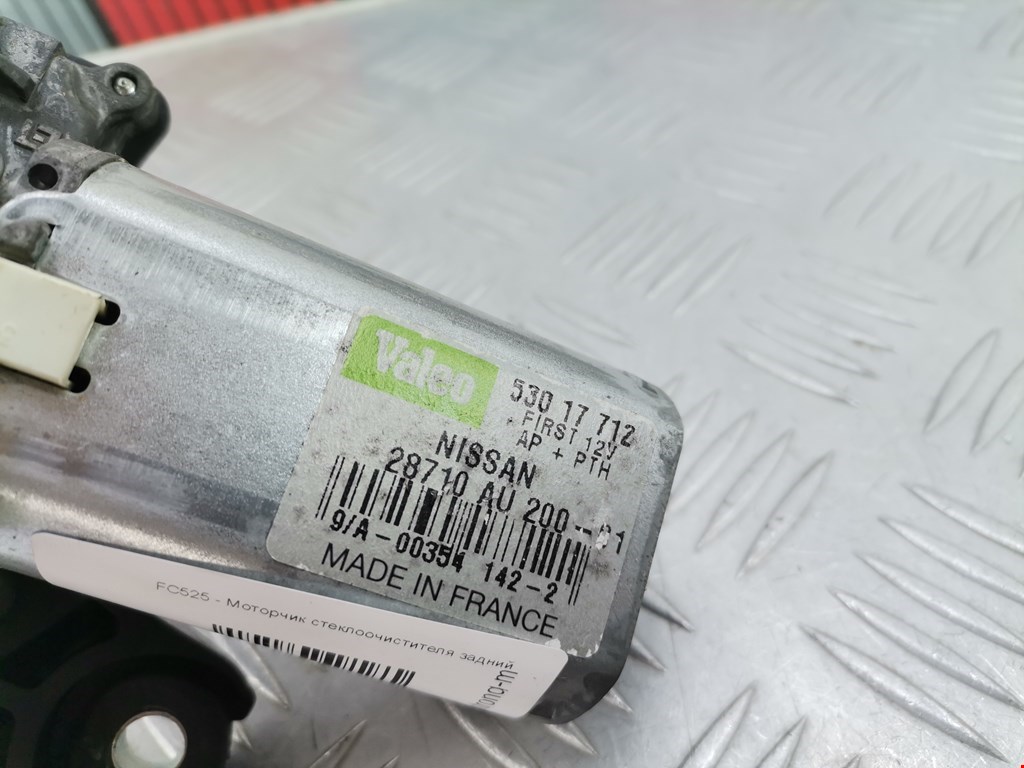 Valeo
530 17 712
FIRST 12V
AP + PTH
NISSAN
28710 AU 200--01
9/A-00354 142-2
MADE IN FRANCE
FC525 - Моторчик стеклоочистителя задний